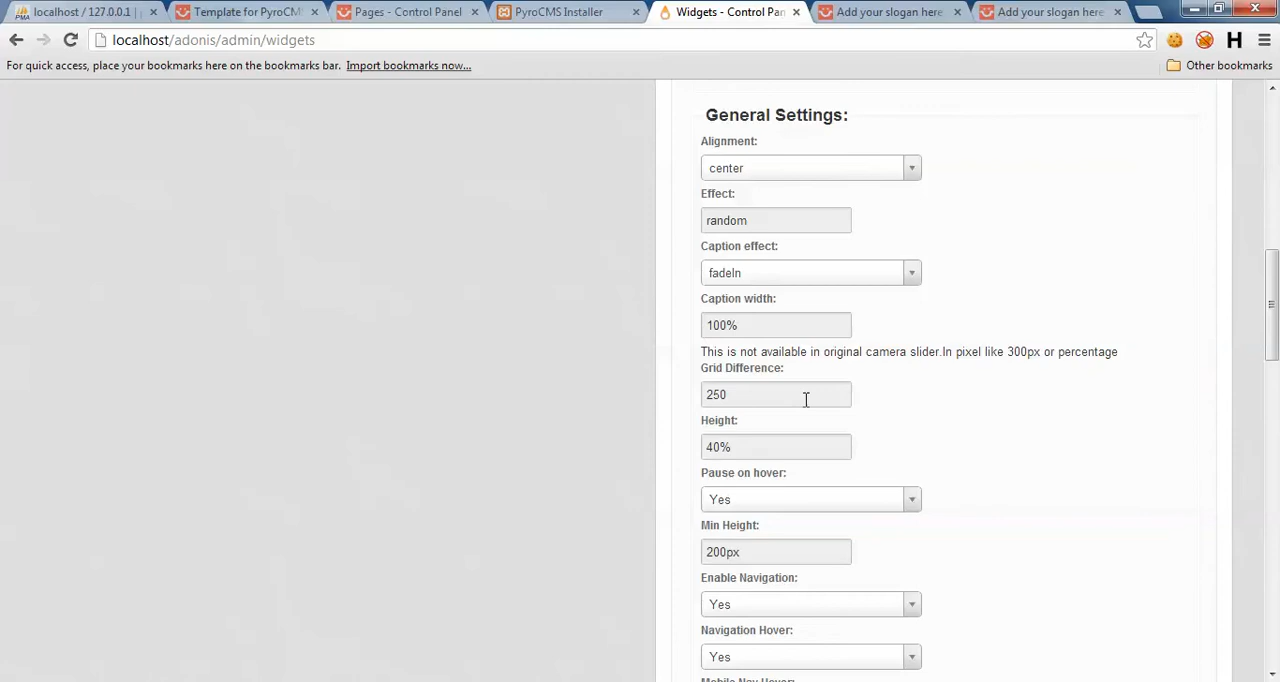 localhost / 127.0.0.1 | p
Template for PyroCMS
Pages - Control Panel
PyroCMS Installer
Widgets - Control Pan
Add your slogan here
Add your slogan here
localhost/adonis/admin/widgets
For quick access, place your bookmarks here on the bookmarks bar. Import bookmarks now...
Other bookmarks
General Settings:
Alignment:
center
Effect:
random
Caption effect:
fadeIn
Caption width:
100%
This is not available in original camera slider.In pixel like 300px or percentage
Grid Difference:
250
Height:
40%
Pause on hover:
Yes
Min Height:
200px
Enable Navigation:
Yes
Navigation Hover:
Yes
Mobile Nav Hover: